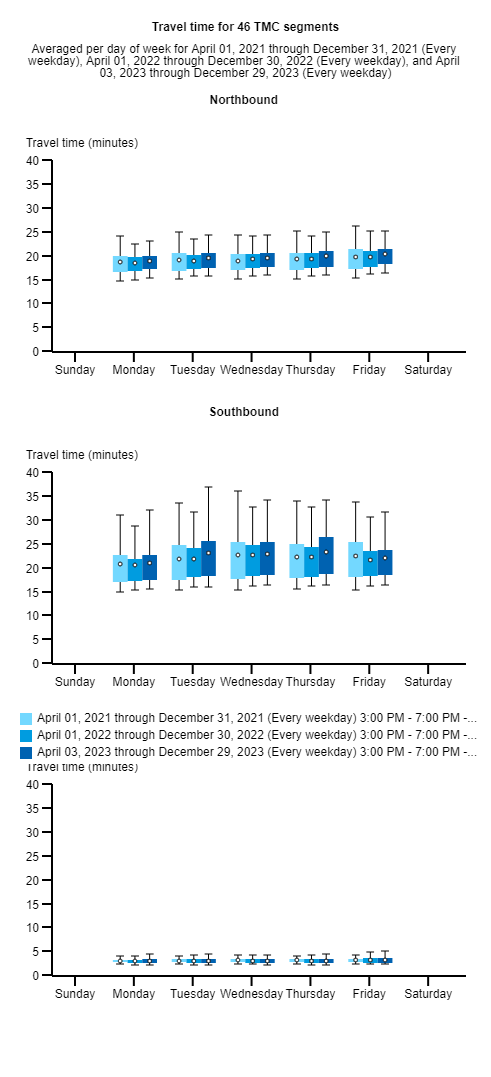 Travel time for 46 TMC segments
Averaged per day of week for April 01, 2021 through December 31, 2021 (Every
weekday), April 01, 2022 through December 30, 2022 (Every weekday), and April
03, 2023 through December 29, 2023 (Every weekday)
Northbound
Travel time (minutes)
40
35
30
25
20
15
10
5
0
Sunday Monday Tuesday Wednesday Thursday Friday Saturday
Southbound
Travel time (minutes)
40
35
30
25
20
15
10
5
0
Sunday Monday Tuesday Wednesday Thursday Friday Saturday
April 01, 2021 through December 31, 2021 (Every weekday) 3:00 PM - 7:00 PM -...
April 01, 2022 through December 30, 2022 (Every weekday) 3:00 PM - 7:00 PM -...
April 03, 2023 through December 29, 2023 (Every weekday) 3:00 PM - 7:00 PM -...
Travel time (minutes)
40
35
30
25
20
15
10
5
0
Sunday Monday Tuesday Wednesday Thursday Friday Saturday